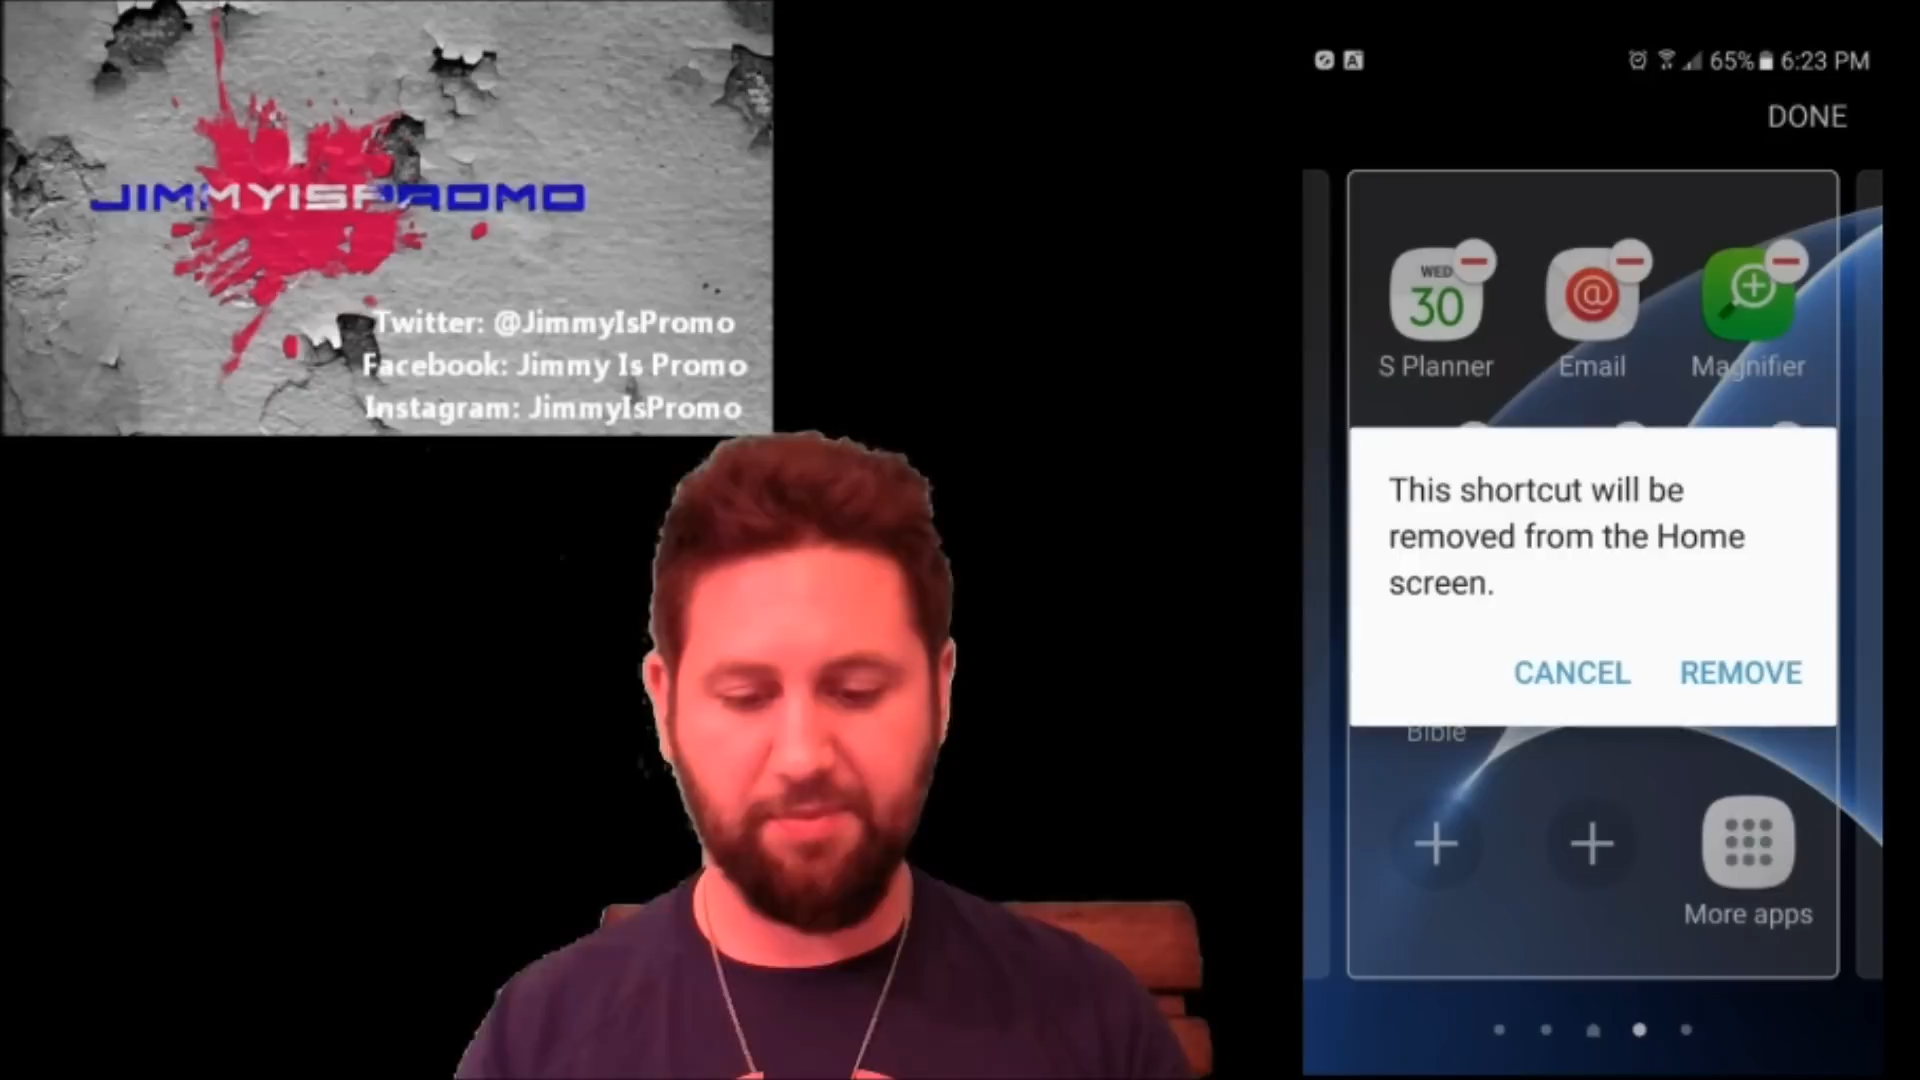 JIMMYISPROMO
Twitter: @JimmyIsPromo
Facebook: Jimmy Is Promo
Instagram: JimmyIsPromo
65% 6:23 PM
DONE
WED
30
S Planner
Email
Magnifier
This shortcut will be
removed from the Home
screen.
CANCEL REMOVE
Bible
More apps